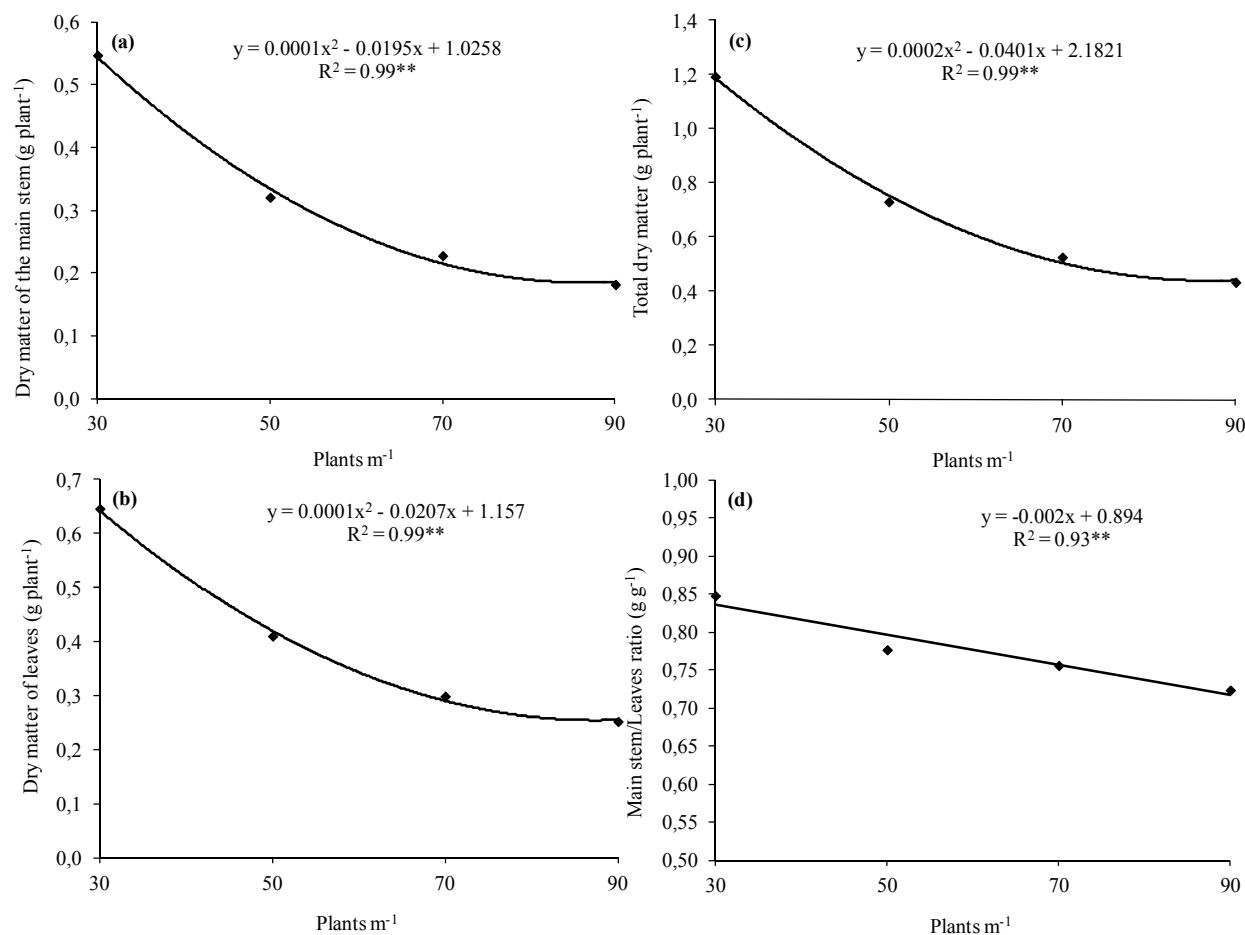 (a)
y = 0.0001x² - 0.0195x + 1.0258
R² = 0.99**
Dry matter of the main stem (g plant⁻¹)
0,6
0,5
0,4
0,3
0,2
0,1
0,0
30 50 70 90
Plants m⁻¹
(c)
y = 0.0002x² - 0.0401x + 2.1821
R² = 0.99**
Total dry matter (g plant⁻¹)
1,4
1,2
1,0
0,8
0,6
0,4
0,2
0,0
30 50 70 90
Plants m⁻¹
(b)
y = 0.0001x² - 0.0207x + 1.157
R² = 0.99**
Dry matter of leaves (g plant⁻¹)
0,7
0,6
0,5
0,4
0,3
0,2
0,1
0,0
30 50 70 90
Plants m⁻¹
(d)
y = -0.002x + 0.894
R² = 0.93**
Main stem/Leaves ratio (g g⁻¹)
1,00
0,95
0,90
0,85
0,80
0,75
0,70
0,65
0,60
0,55
0,50
30 50 70 90
Plants m⁻¹